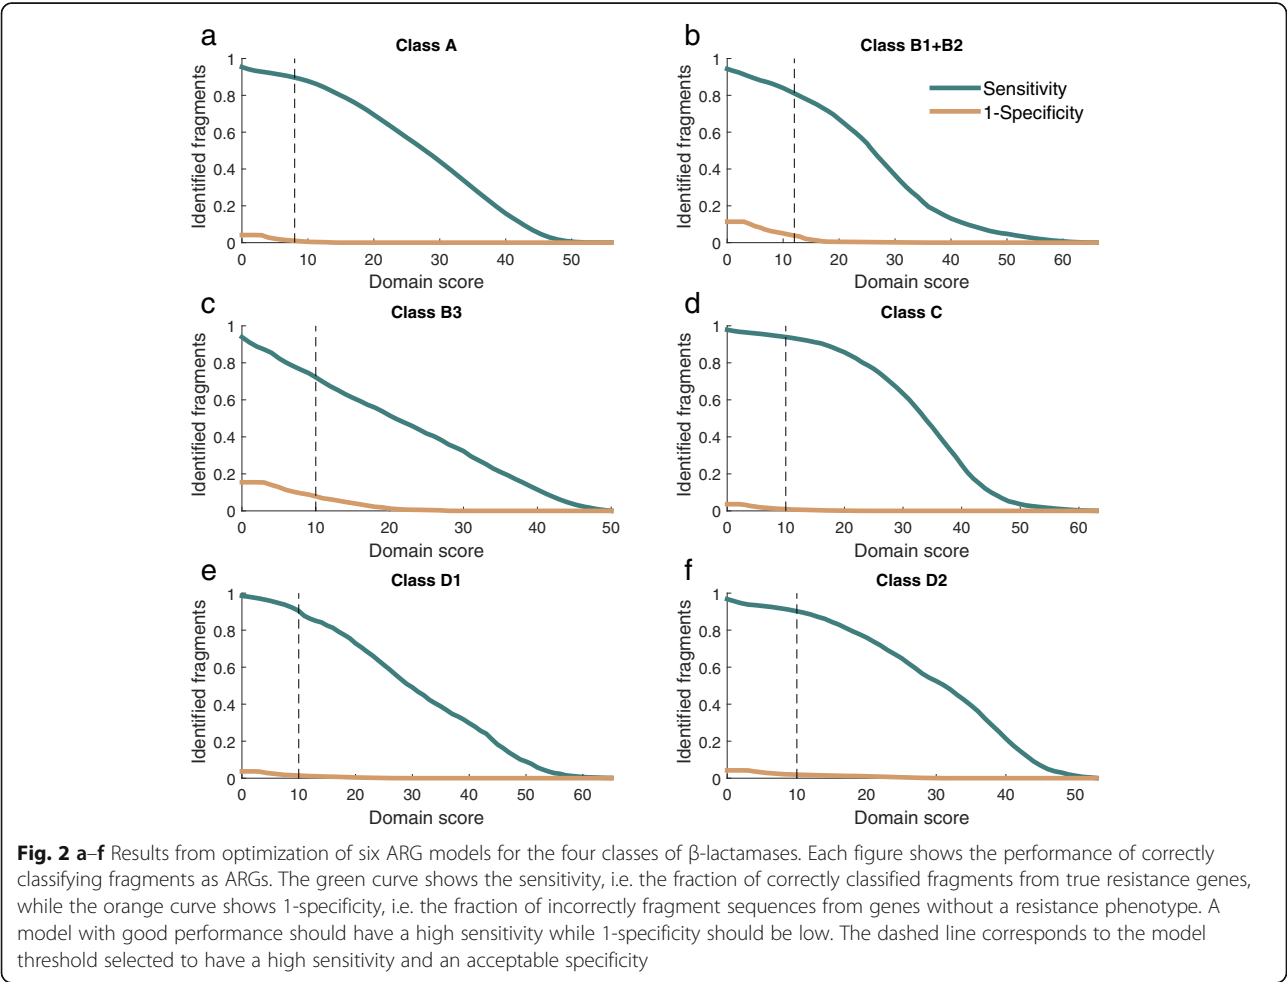 a
Class A
Identified fragments
1
0.8
0.6
0.4
0.2
0
0 10 20 30 40 50
Domain score
b
Class B1+B2
Identified fragments
1
0.8
0.6
0.4
0.2
0
0 10 20 30 40 50 60
Domain score
Sensitivity
1-Specificity
c
Class B3
Identified fragments
1
0.8
0.6
0.4
0.2
0
0 10 20 30 40 50
Domain score
d
Class C
Identified fragments
1
0.8
0.6
0.4
0.2
0
0 10 20 30 40 50 60
Domain score
e
Class D1
Identified fragments
1
0.8
0.6
0.4
0.2
0
0 10 20 30 40 50 60
Domain score
f
Class D2
Identified fragments
1
0.8
0.6
0.4
0.2
0
0 10 20 30 40 50
Domain score
Fig. 2 a–f Results from optimization of six ARG models for the four classes of β-lactamases. Each figure shows the performance of correctly
classifying fragments as ARGs. The green curve shows the sensitivity, i.e. the fraction of correctly classified fragments from true resistance genes,
while the orange curve shows 1-specificity, i.e. the fraction of incorrectly fragment sequences from genes without a resistance phenotype. A
model with good performance should have a high sensitivity while 1-specificity should be low. The dashed line corresponds to the model
threshold selected to have a high sensitivity and an acceptable specificity